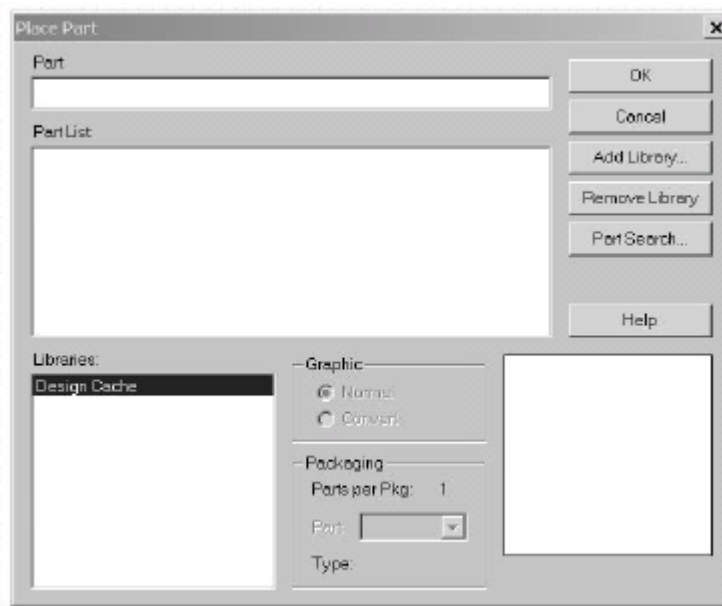 Place Part
Part
OK
Cancel
Part List
Add Library...
Remove Library
Part Search...
Help
Libraries:
Design Cache
Graphic
Normal
Convert
Packaging
Parts per Pkg: 1
Part:
Type: